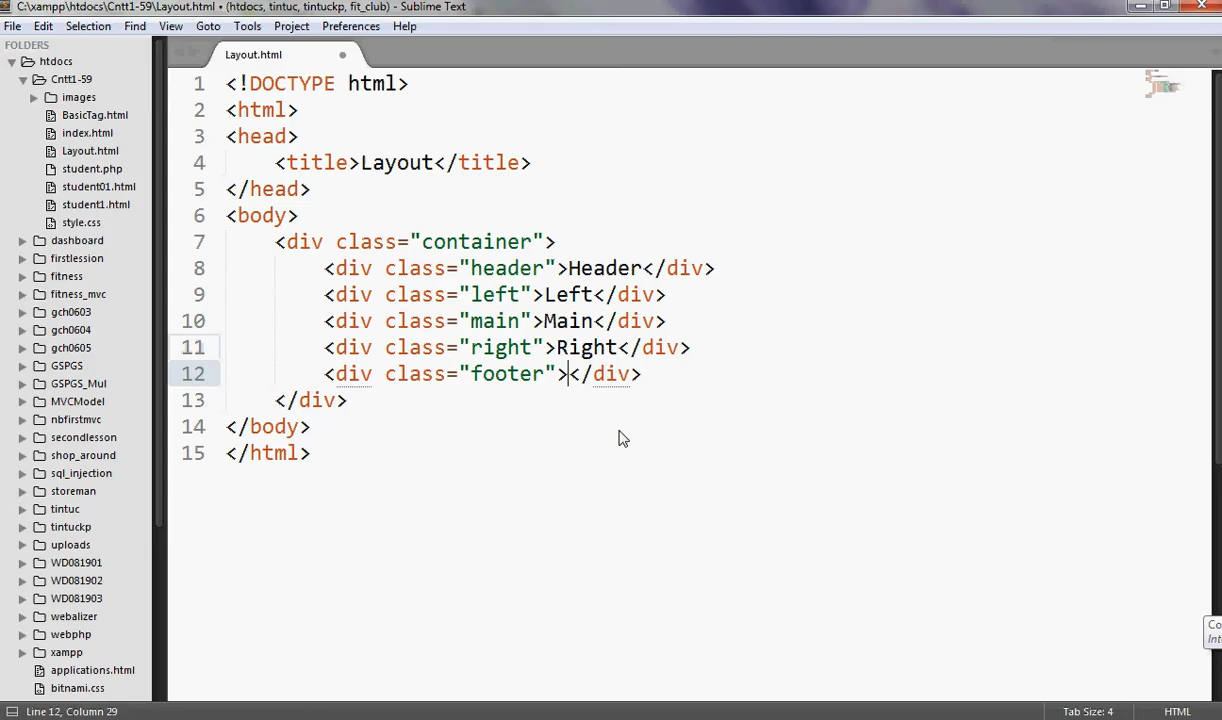 C:\xampp\htdocs\Cntt1-59\Layout.html • (htdocs, tintuc, tintuckp, fit_club) - Sublime Text
File Edit Selection Find View Goto Tools Project Preferences Help
FOLDERS
htdocs
Cntt1-59
images
BasicTag.html
index.html
Layout.html
student.php
student01.html
student1.html
style.css
dashboard
firstlession
fitness
fitness_mvc
gch0603
gch0604
gch0605
GSPGS
GSPGS_Mul
MVCModel
nbfirstmvc
secondlesson
shop_around
sql_injection
storeman
tintuc
tintuckp
uploads
WD081901
WD081902
WD081903
webalizer
webphp
xampp
applications.html
bitnami.css
Layout.html
1 <!DOCTYPE html>
2 <html>
3 <head>
4 <title>Layout</title>
5 </head>
6 <body>
7 <div class="container">
8 <div class="header">Header</div>
9 <div class="left">Left</div>
10 <div class="main">Main</div>
11 <div class="right">Right</div>
12 <div class="footer"></div>
13 </div>
14 </body>
15 </html>
Line 12, Column 29
Tab Size: 4
HTML